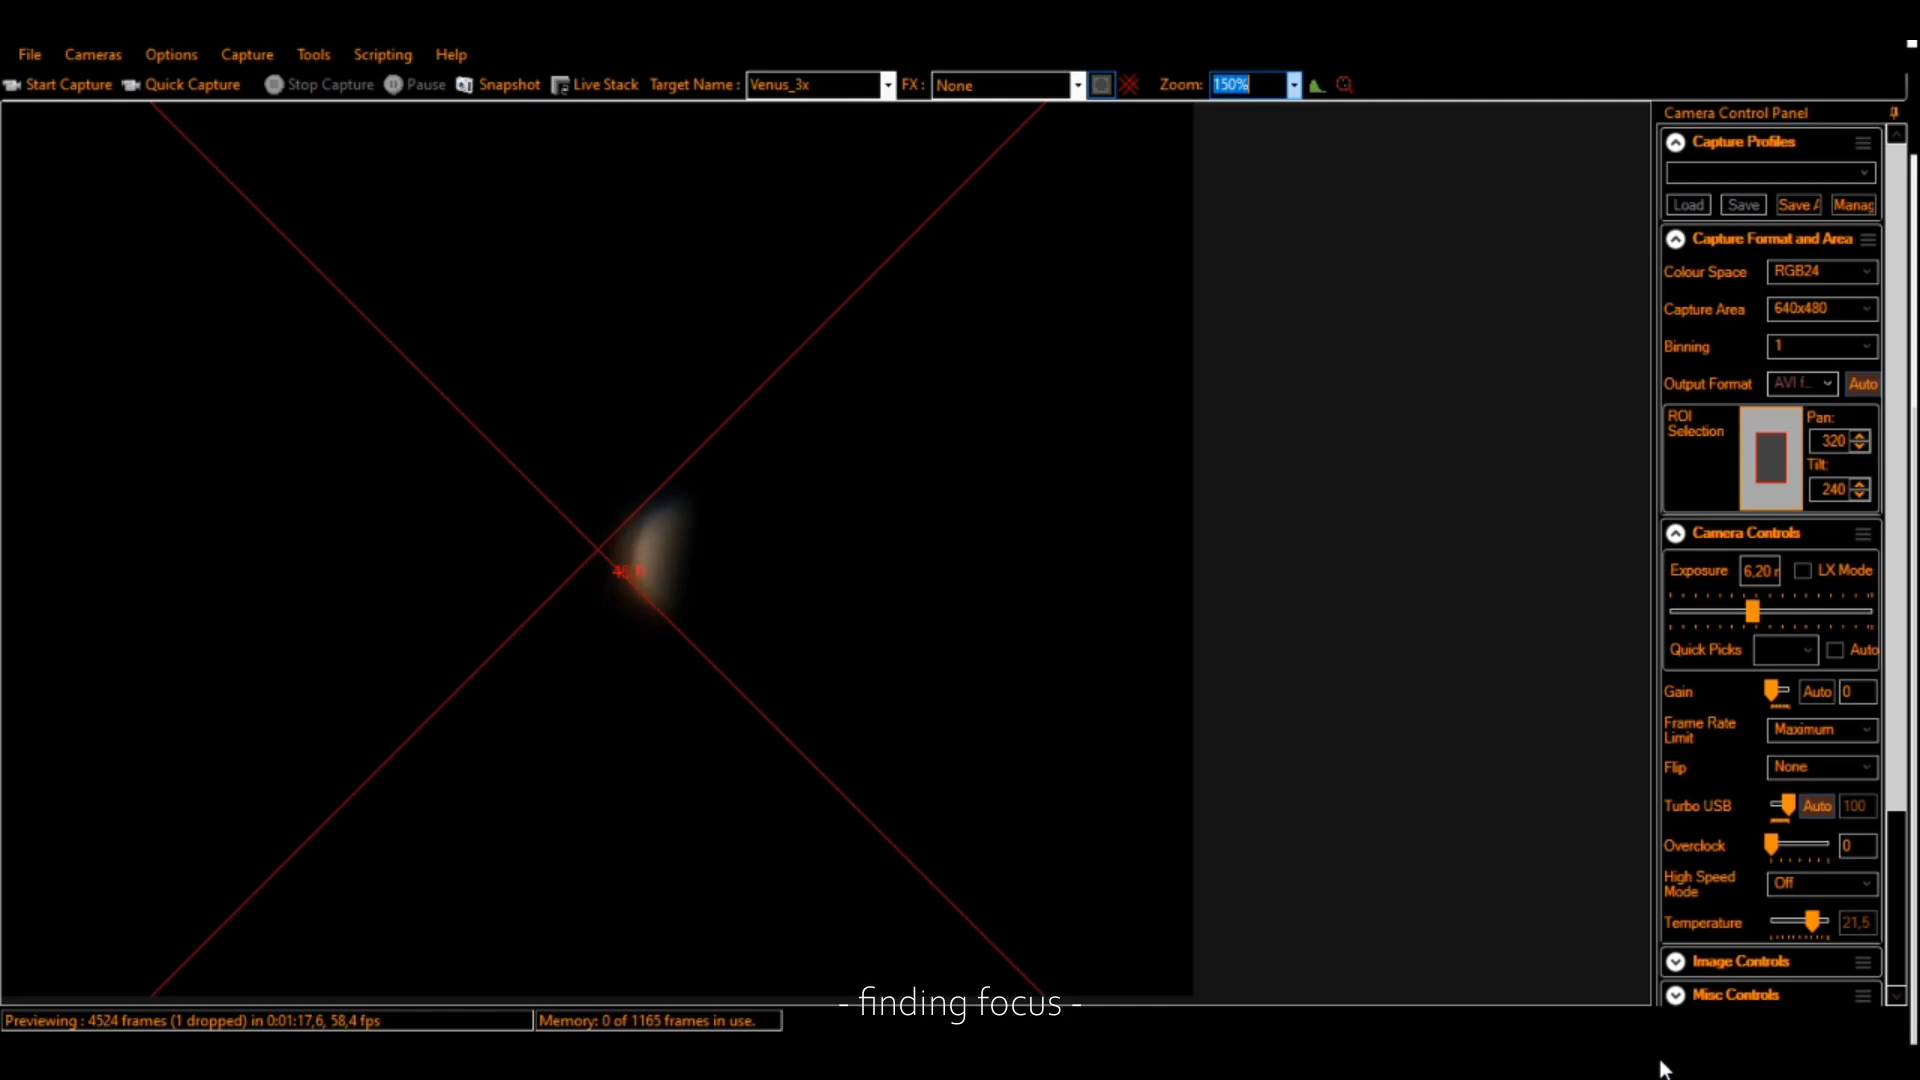 File Cameras Options Capture Tools Scripting Help
Start Capture Quick Capture Stop Capture Pause Snapshot Live Stack Target Name : Venus_3x FX : None Zoom: 150%
Camera Control Panel
Capture Profiles
Load Save Save A Manag
Capture Format and Area
Colour Space RGB24
Capture Area 640x480
Binning 1
Output Format AVI f... Auto
ROI Selection
Pan:
320
Tilt:
240
Camera Controls
Exposure 6,20 LX Mode
Quick Picks Auto
Gain Auto 0
Frame Rate Limit Maximum
Flip None
Turbo USB Auto 100
Overclock 0
High Speed Mode Off
Temperature 21,5
Image Controls
Misc Controls
- finding focus -
Previewing : 4524 frames (1 dropped) in 0:01:17,6, 58,4 fps Memory: 0 of 1165 frames in use.